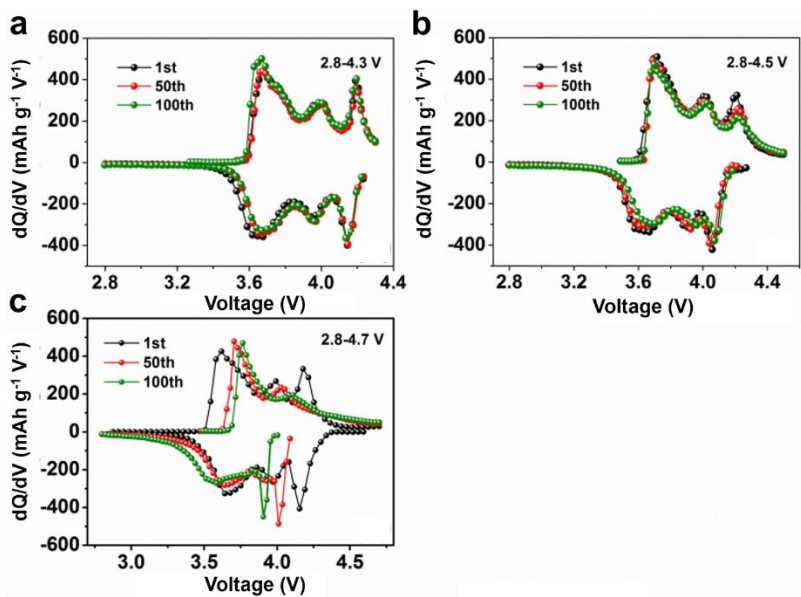 a
600
400
200
0
-200
-400
dQ/dV (mAh g⁻¹ V⁻¹)
1st
50th
100th
2.8-4.3 V
2.8
3.2
3.6
4.0
4.4
Voltage (V)
b
600
400
200
0
-200
-400
dQ/dV (mAh g⁻¹ V⁻¹)
1st
50th
100th
2.8-4.5 V
2.8
3.2
3.6
4.0
4.4
Voltage (V)
c
600
400
200
0
-200
-400
-600
dQ/dV (mAh g⁻¹ V⁻¹)
1st
50th
100th
2.8-4.7 V
3.0
3.5
4.0
4.5
Voltage (V)